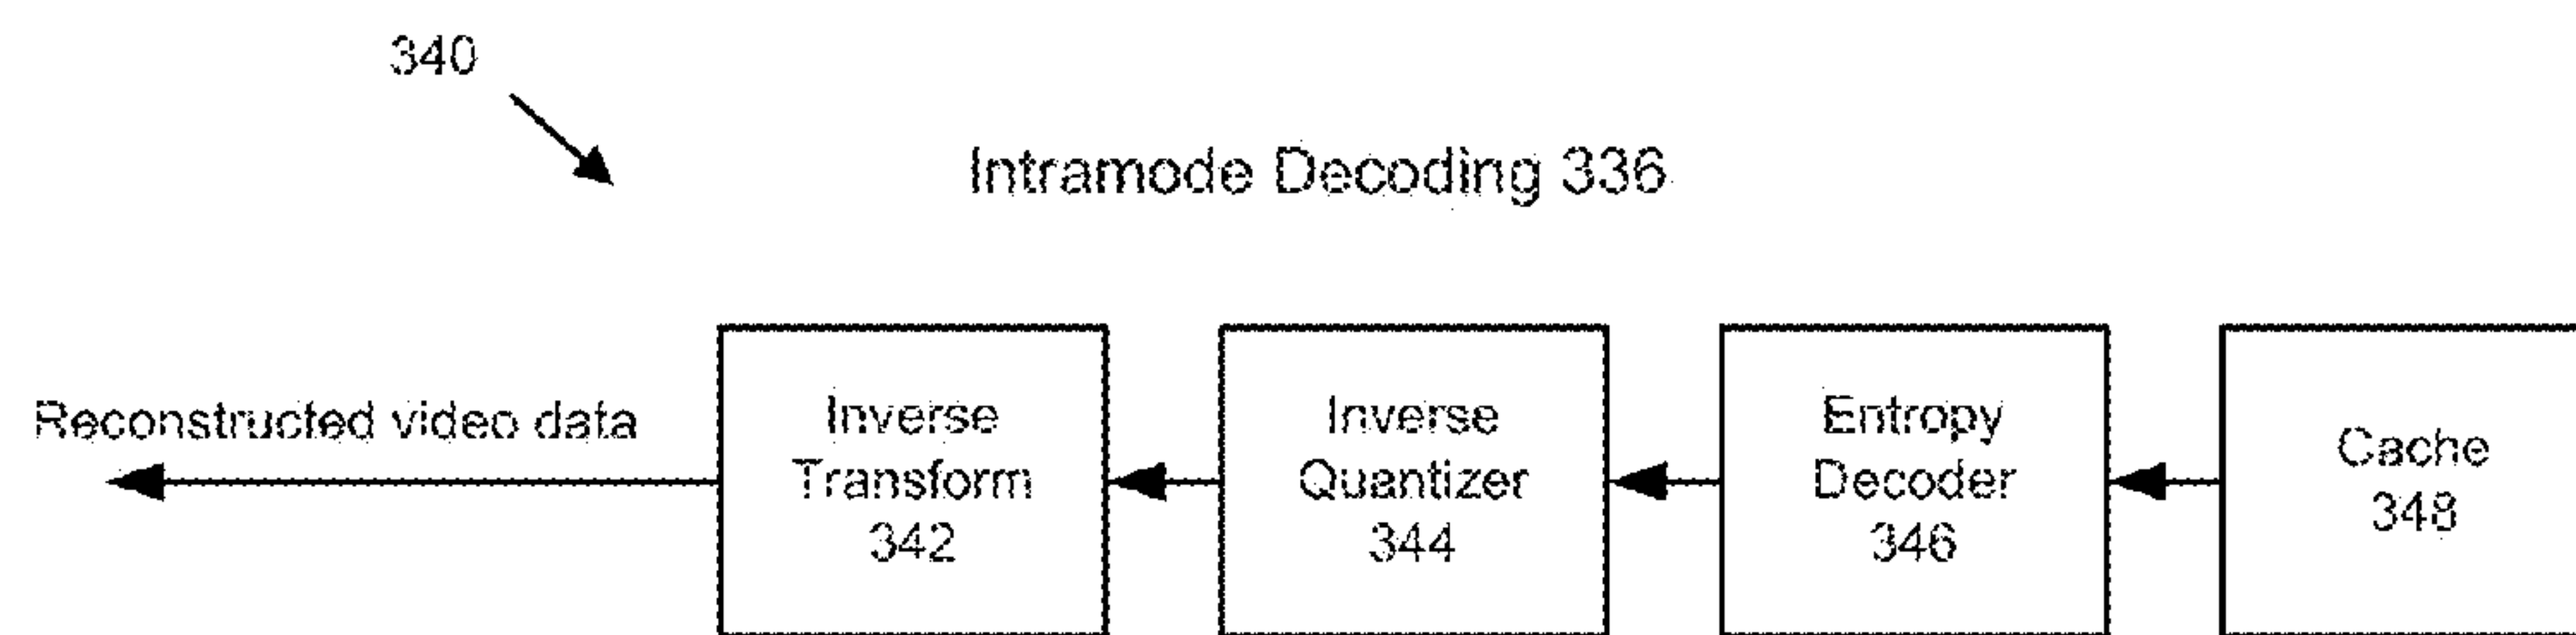 340
Intramode Decoding 336
Reconstructed video data
Inverse
Transform
342
Inverse
Quantizer
344
Entropy
Decoder
346
Cache
348